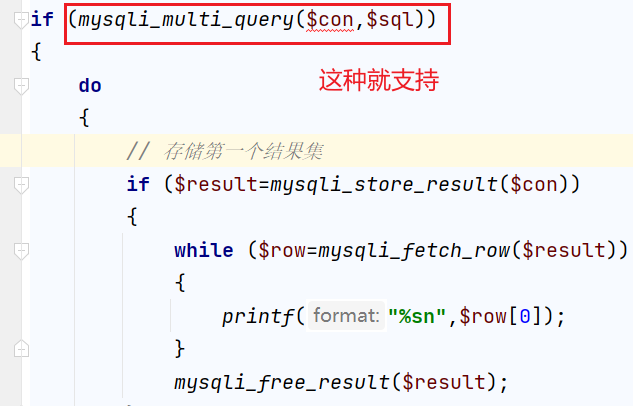 if (mysqli_multi_query($con,$sql))
{
这种就支持
do
{
// 存储第一个结果集
if ($result=mysqli_store_result($con))
{
while ($row=mysqli_fetch_row($result))
{
printf( format: "%sn",$row[0]);
}
mysqli_free_result($result);